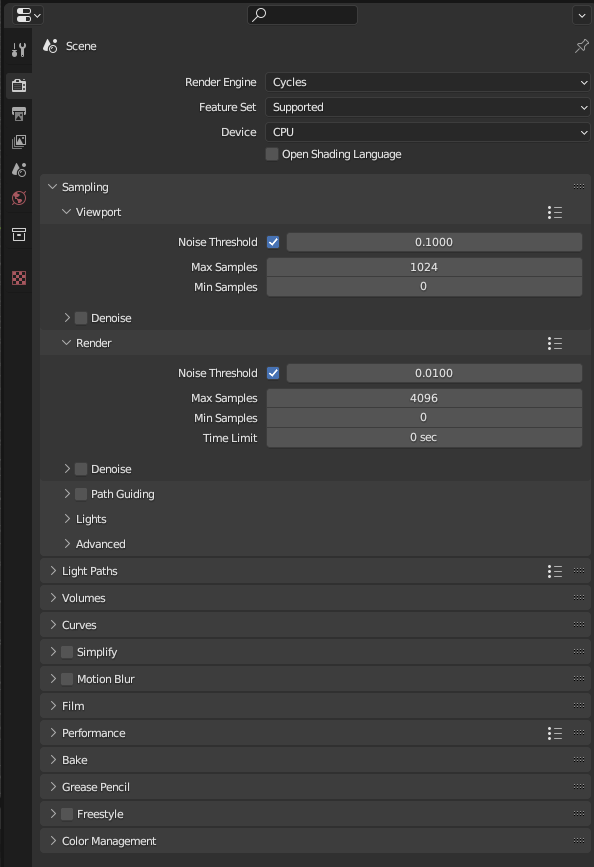 Scene
Render Engine Cycles
Feature Set Supported
Device CPU
Open Shading Language
Sampling
Viewport
Noise Threshold 0.1000
Max Samples 1024
Min Samples 0
Denoise
Render
Noise Threshold 0.0100
Max Samples 4096
Min Samples 0
Time Limit 0 sec
Denoise
Path Guiding
Lights
Advanced
Light Paths
Volumes
Curves
Simplify
Motion Blur
Film
Performance
Bake
Grease Pencil
Freestyle
Color Management